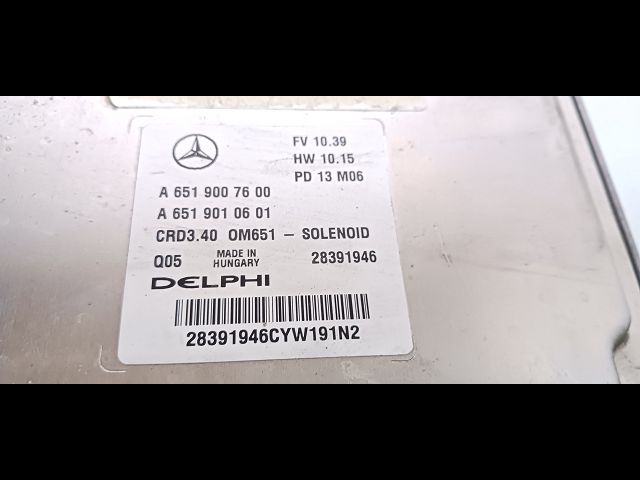 FV 10.39
HW 10.15
PD 13 M06
A 651 900 76 00
A 651 901 06 01
CRD3.40 OM651 – SOLENOID
Q05 MADE IN HUNGARY 28391946
DELPHI
28391946CYW191N2